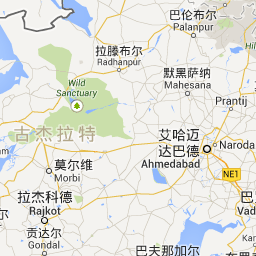 巴伦布尔
Palanpur
拉滕布尔
Radhanpur
默黑萨纳
Mahesana
Wild
Sanctuary
Prantij
古杰拉特
艾哈迈
达巴德
Ahmedabad
Naroda
莫尔维
Morbi
NE1
拉杰科德
Rajkot
贡达尔
Gondal
巴夫那加尔